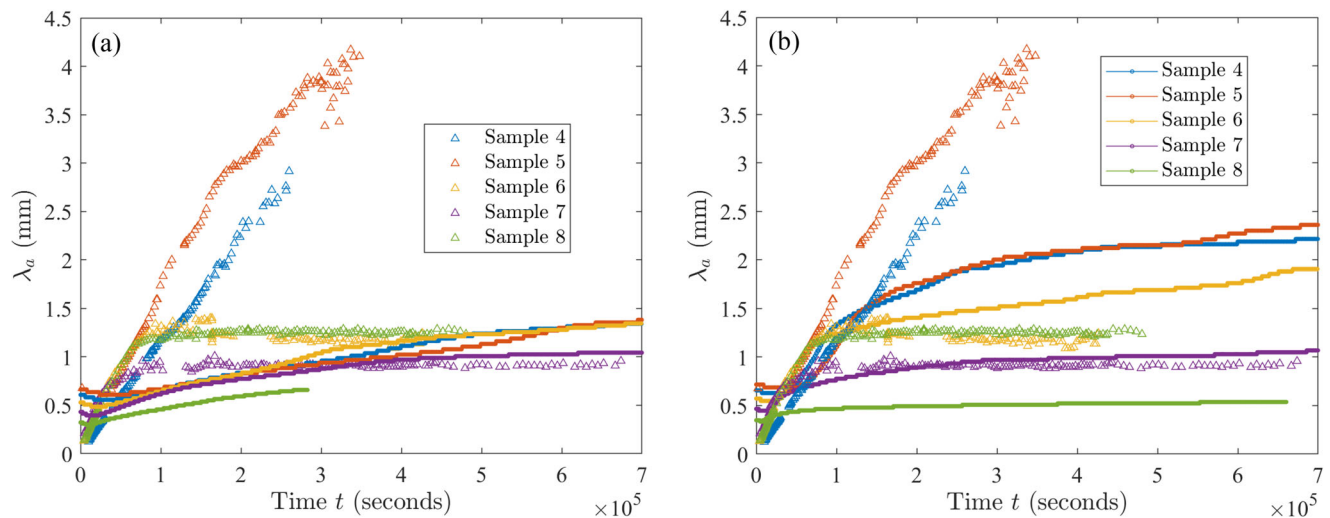 (a)
4.5
4
3.5
3
2.5
2
1.5
1
0.5
0
λa (mm)
Sample 4
Sample 5
Sample 6
Sample 7
Sample 8
0 1 2 3 4 5 6 7
Time t (seconds)
×10^5
(b)
4.5
4
3.5
3
2.5
2
1.5
1
0.5
0
λa (mm)
Sample 4
Sample 5
Sample 6
Sample 7
Sample 8
0 1 2 3 4 5 6 7
Time t (seconds)
×10^5